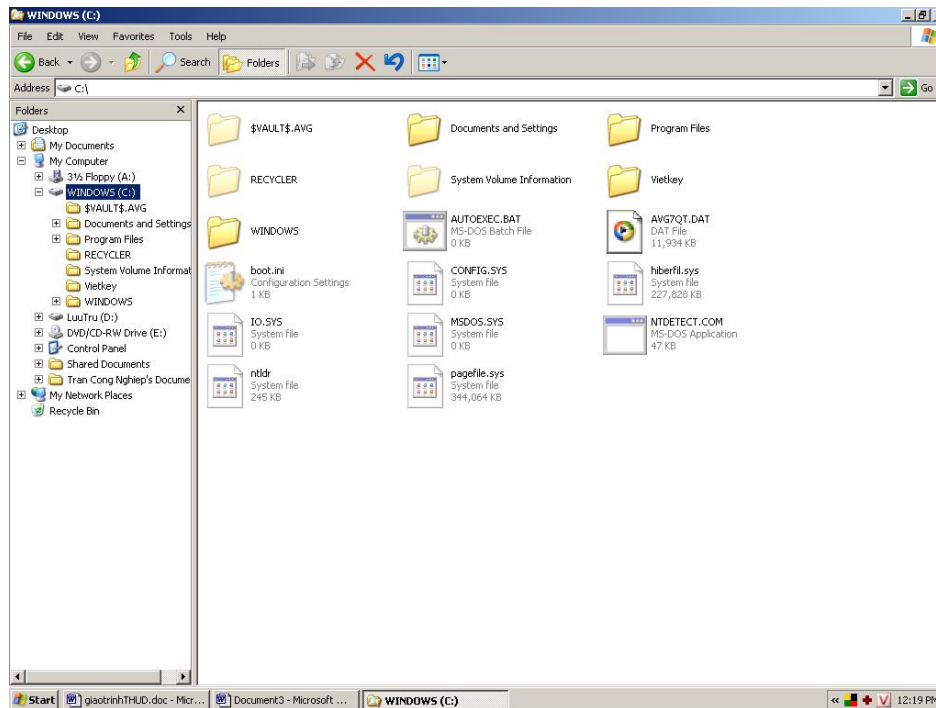 WINDOWS (C:)
File Edit View Favorites Tools Help
Back Search Folders
Address C:\ Go
Folders
Desktop
My Documents
My Computer
3½ Floppy (A:)
WINDOWS (C:)
$VAULT$.AVG
Documents and Settings
Program Files
RECYCLER
System Volume Informat
Vietkey
WINDOWS
LuuTru (D:)
DVD/CD-RW Drive (E:)
Control Panel
Shared Documents
Tran Cong Nghiep's Docume
My Network Places
Recycle Bin
$VAULT$.AVG
Documents and Settings
Program Files
RECYCLER
System Volume Information
Vietkey
WINDOWS
AUTOEXEC.BAT
MS-DOS Batch File
0 KB
AVG7QT.DAT
DAT File
11,934 KB
boot.ini
Configuration Settings
1 KB
CONFIG.SYS
System file
0 KB
hiberfil.sys
System file
227,828 KB
IO.SYS
System file
0 KB
MSDOS.SYS
System file
0 KB
NTDETECT.COM
MS-DOS Application
47 KB
ntldr
System file
245 KB
pagefile.sys
System file
344,064 KB
Start giaotrinhTHUD.doc - Micr... Document3 - Microsoft ... WINDOWS (C:) « V 12:19 PM